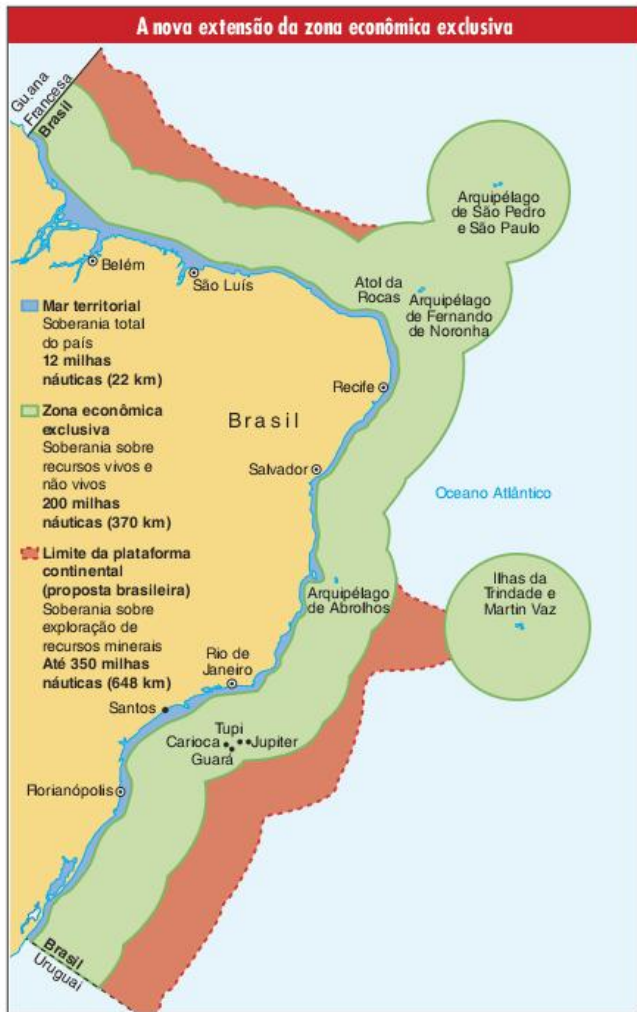 A nova extensão da zona econômica exclusiva
Guiana
Francesa
Brasil
Arquipélago
de São Pedro
e São Paulo
Belém
São Luís
Atol da
Rocas
Arquipélago
de Fernando
de Noronha
Mar territorial
Soberania total
do país
12 milhas
náuticas (22 km)
Recife
Brasil
Zona econômica
exclusiva
Soberania sobre
recursos vivos e
não vivos
200 milhas
náuticas (370 km)
Salvador
Oceano Atlântico
Limite da plataforma
continental
(proposta brasileira)
Soberania sobre
exploração de
recursos minerais
Até 350 milhas
náuticas (648 km)
Arquipélago
de Abrolhos
Ilhas da
Trindade e
Martin Vaz
Rio de
Janeiro
Santos
Tupi
Carioca
Jupiter
Guará
Florianópolis
Brasil
Uruguai